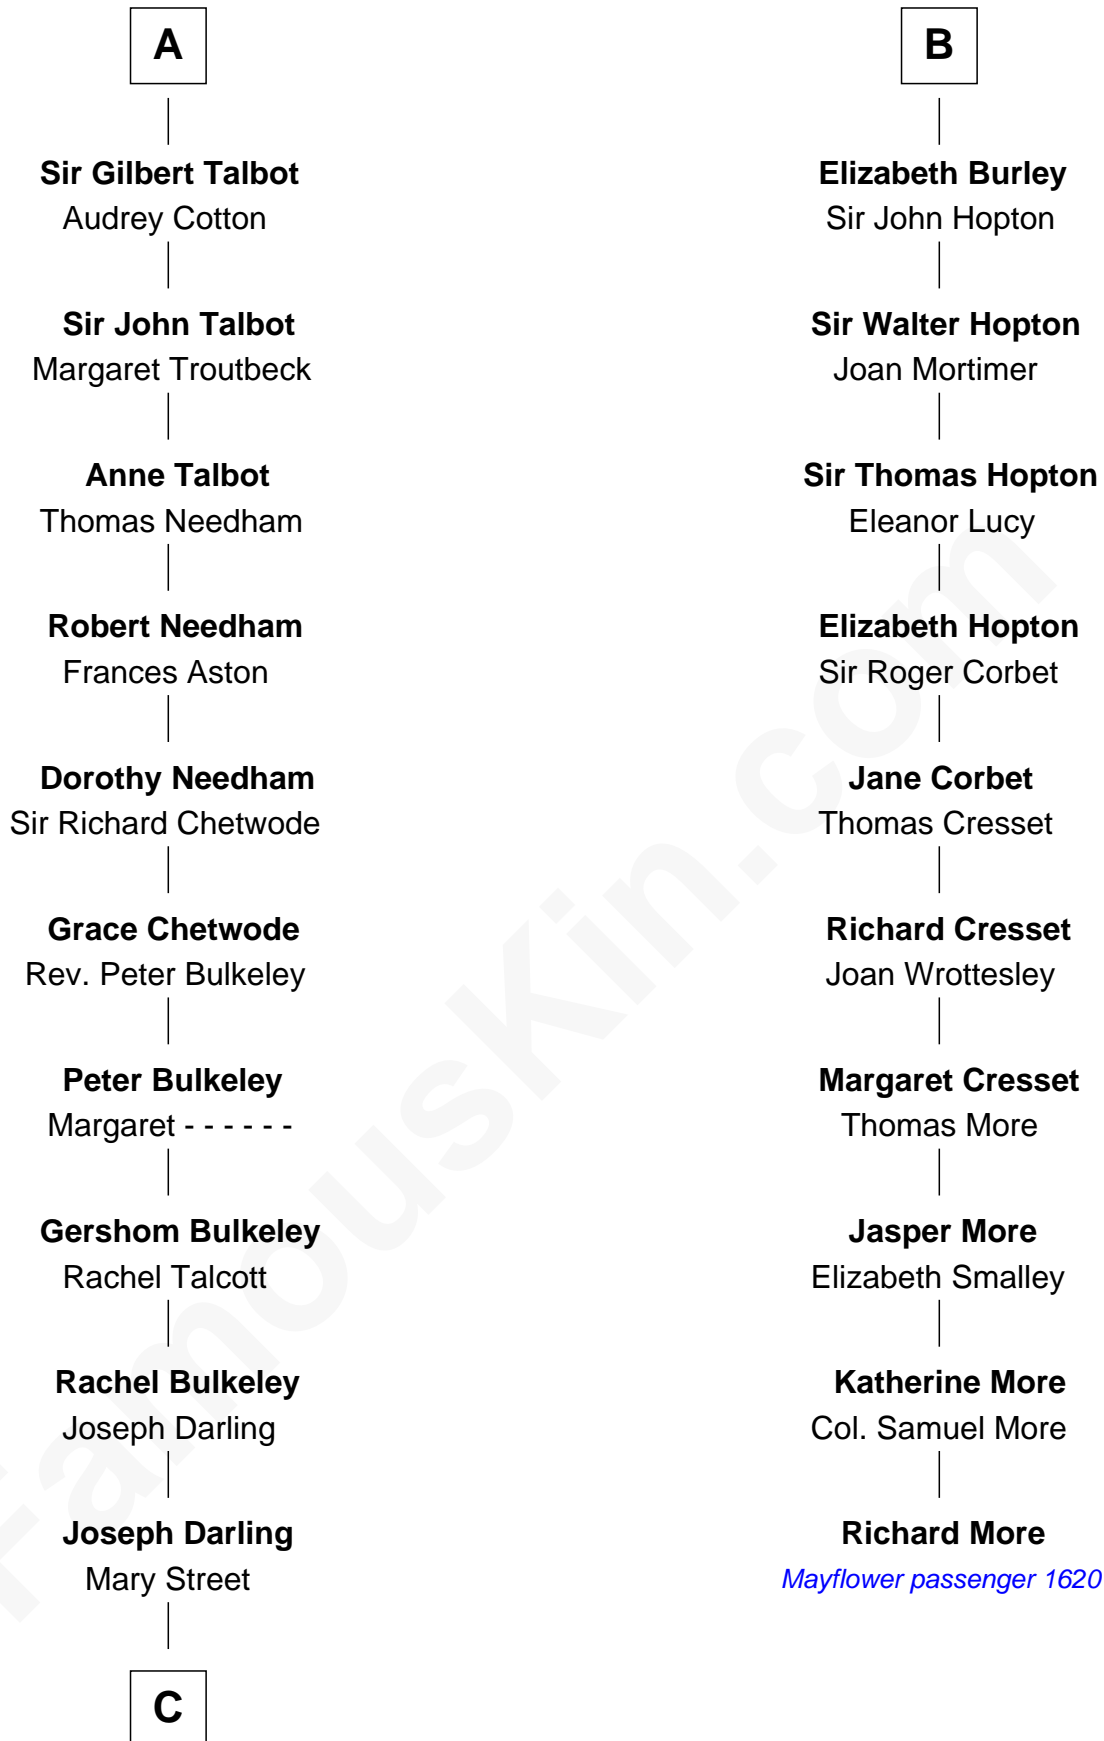 A
Sir Gilbert Talbot
Audrey Cotton
Sir John Talbot
Margaret Troutbeck
Anne Talbot
Thomas Needham
Robert Needham
Frances Aston
Dorothy Needham
Sir Richard Chetwode
Grace Chetwode
Rev. Peter Bulkeley
Peter Bulkeley
Margaret - - - - - -
Gershom Bulkeley
Rachel Talcott
Rachel Bulkeley
Joseph Darling
Joseph Darling
Mary Street
C
B
Elizabeth Burley
Sir John Hopton
Sir Walter Hopton
Joan Mortimer
Sir Thomas Hopton
Eleanor Lucy
Elizabeth Hopton
Sir Roger Corbet
Jane Corbet
Thomas Cresset
Richard Cresset
Joan Wrottesley
Margaret Cresset
Thomas More
Jasper More
Elizabeth Smalley
Katherine More
Col. Samuel More
Richard More
Mayflower passenger 1620
FamousKin.com